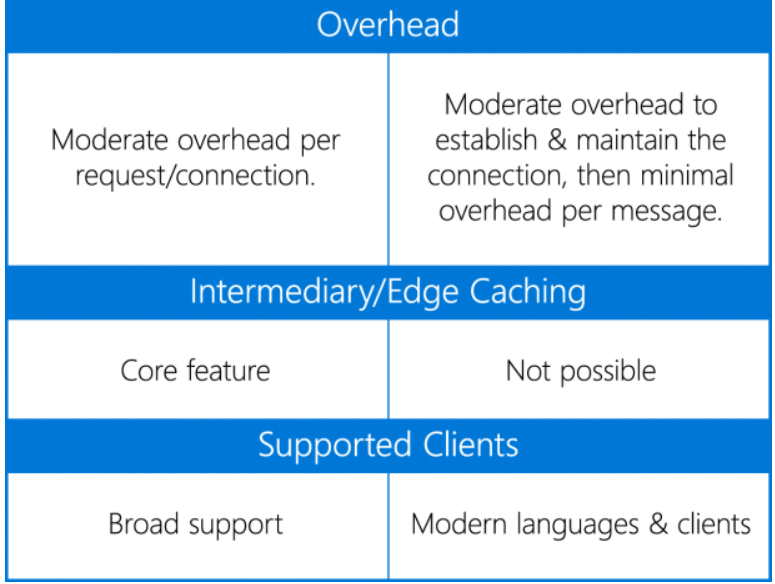 Overhead
Moderate overhead per
request/connection.
Moderate overhead to
establish & maintain the
connection, then minimal
overhead per message.
Intermediary/Edge Caching
Core feature
Not possible
Supported Clients
Broad support
Modern languages & clients